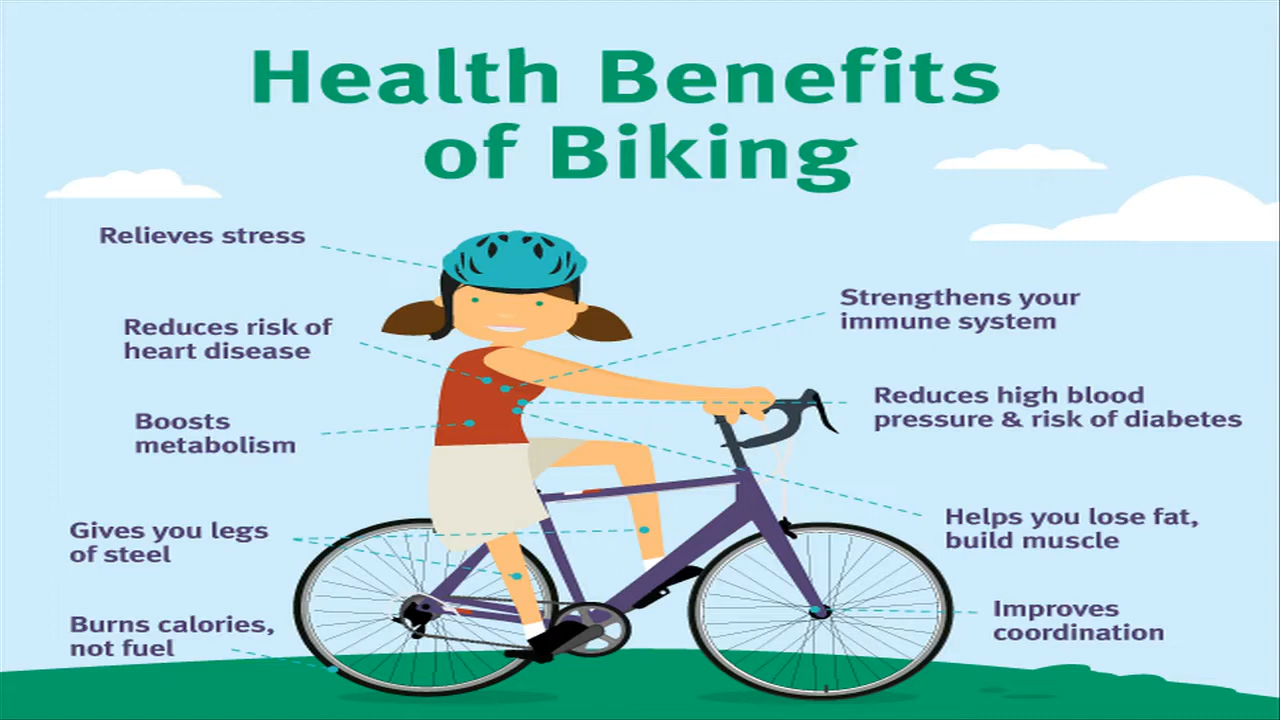 Health Benefits
of Biking
Relieves stress
Reduces risk of
heart disease
Boosts
metabolism
Gives you legs
of steel
Burns calories,
not fuel
Strengthens your
immune system
Reduces high blood
pressure & risk of diabetes
Helps you lose fat,
build muscle
Improves
coordination